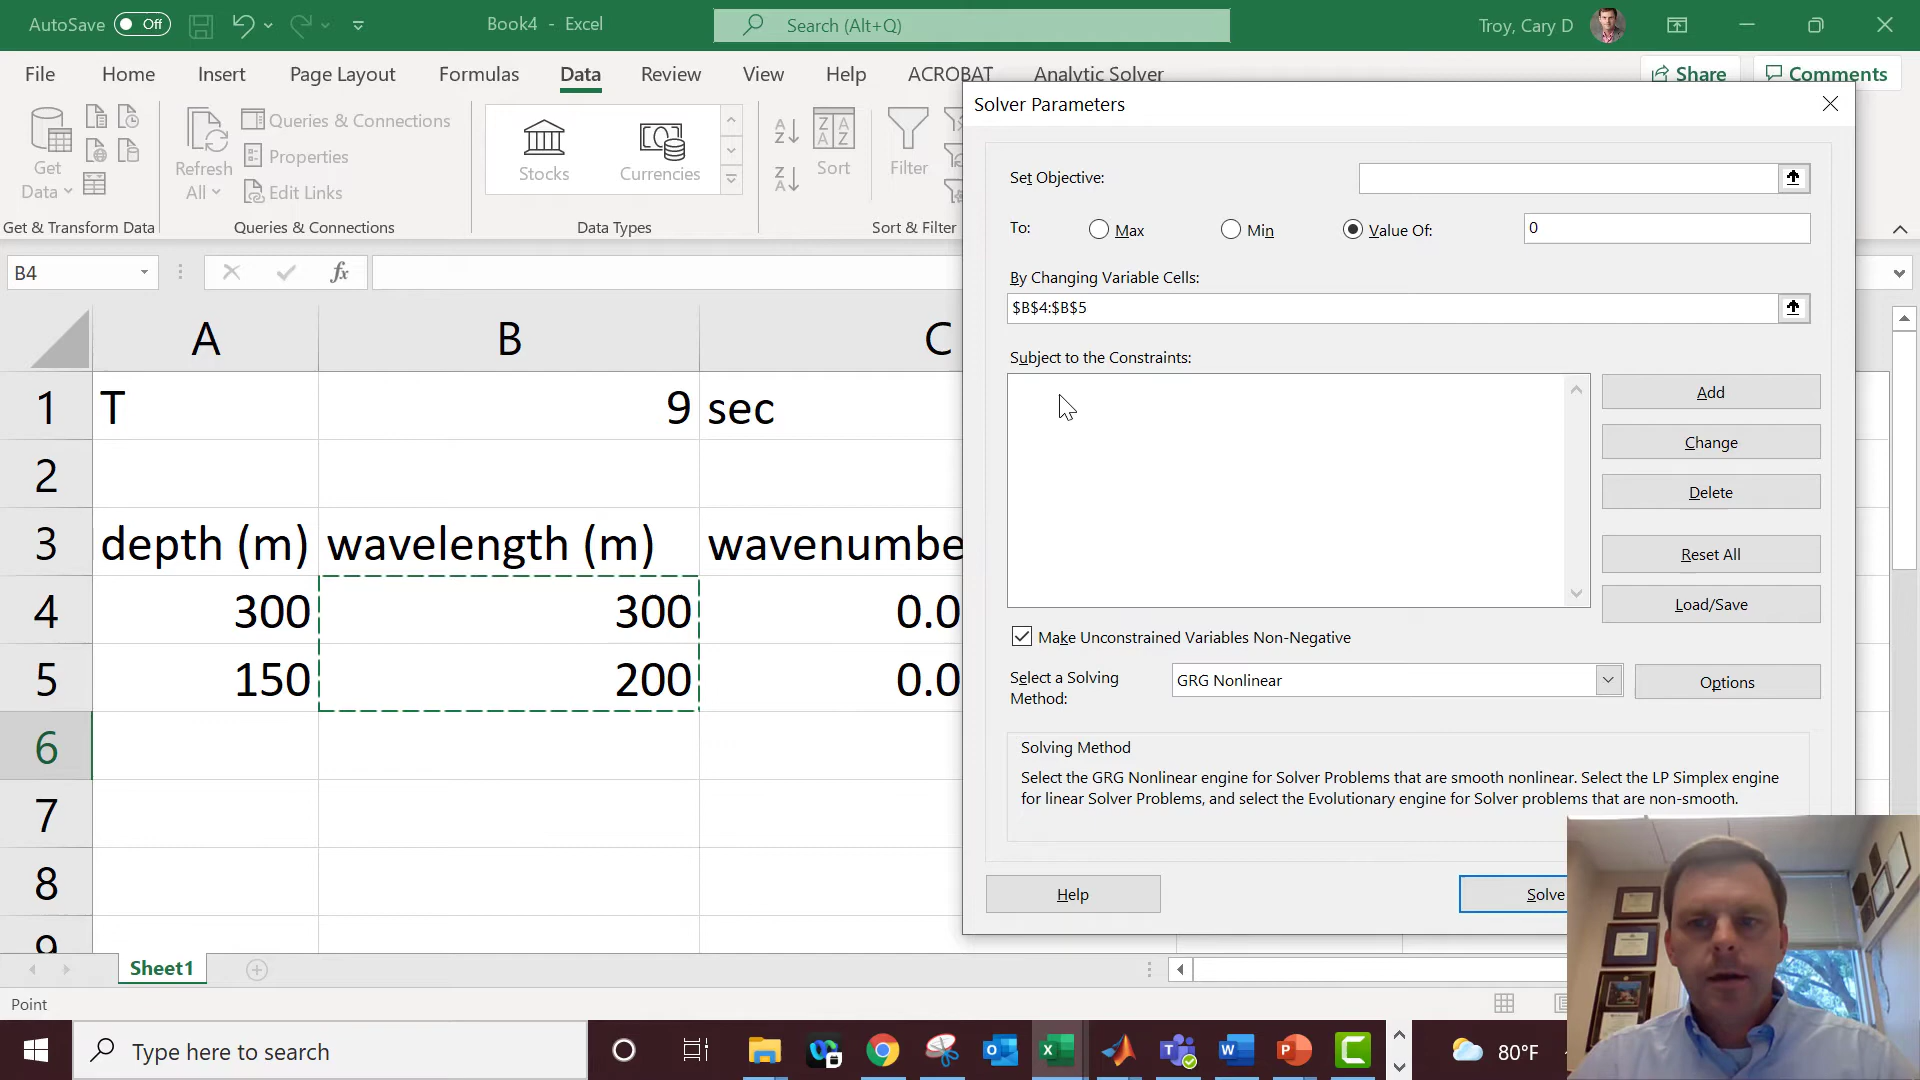 AutoSave Off Book4 - Excel Search (Alt+Q) Troy, Cary D
File Home Insert Page Layout Formulas Data Review View Help ACROBAT Analytic Solver Share Comments
Get Data
Refresh All
Queries & Connections
Properties
Edit Links
Stocks
Currencies
Sort
Filter
Get & Transform Data
Queries & Connections
Data Types
Sort & Filter
B4
fx
A B C
1 T 9 sec
2
3 depth (m) wavelength (m) wavenumbe
4 300 300 0.0
5 150 200 0.0
6
7
8
9
Sheet1
Point
Solver Parameters
Set Objective:
To: Max Min Value Of: 0
By Changing Variable Cells:
$B$4:$B$5
Subject to the Constraints:
Add
Change
Delete
Reset All
Load/Save
Make Unconstrained Variables Non-Negative
Select a Solving Method:
GRG Nonlinear
Options
Solving Method
Select the GRG Nonlinear engine for Solver Problems that are smooth nonlinear. Select the LP Simplex engine
for linear Solver Problems, and select the Evolutionary engine for Solver problems that are non-smooth.
Help
Solve
Type here to search
80°F